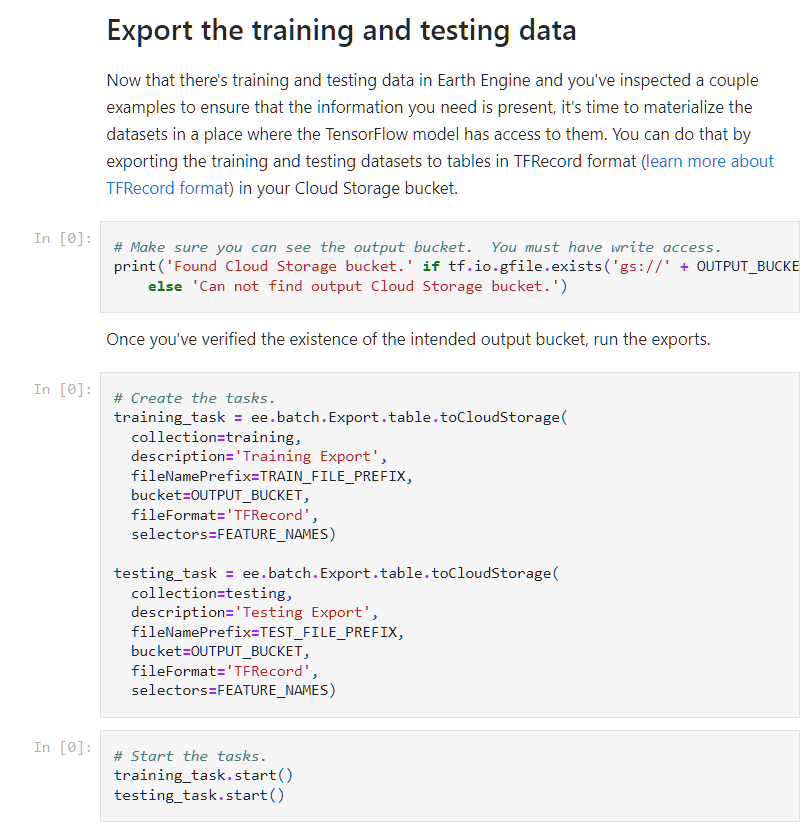 Export the training and testing data
Now that there's training and testing data in Earth Engine and you've inspected a couple
examples to ensure that the information you need is present, it's time to materialize the
datasets in a place where the TensorFlow model has access to them. You can do that by
exporting the training and testing datasets to tables in TFRecord format (learn more about
TFRecord format) in your Cloud Storage bucket.
In [0]:
# Make sure you can see the output bucket.  You must have write access.
print('Found Cloud Storage bucket.' if tf.io.gfile.exists('gs://' + OUTPUT_BUCKE
    else 'Can not find output Cloud Storage bucket.')
Once you've verified the existence of the intended output bucket, run the exports.
In [0]:
# Create the tasks.
training_task = ee.batch.Export.table.toCloudStorage(
  collection=training,
  description='Training Export',
  fileNamePrefix=TRAIN_FILE_PREFIX,
  bucket=OUTPUT_BUCKET,
  fileFormat='TFRecord',
  selectors=FEATURE_NAMES)
testing_task = ee.batch.Export.table.toCloudStorage(
  collection=testing,
  description='Testing Export',
  fileNamePrefix=TEST_FILE_PREFIX,
  bucket=OUTPUT_BUCKET,
  fileFormat='TFRecord',
  selectors=FEATURE_NAMES)
In [0]:
# Start the tasks.
training_task.start()
testing_task.start()